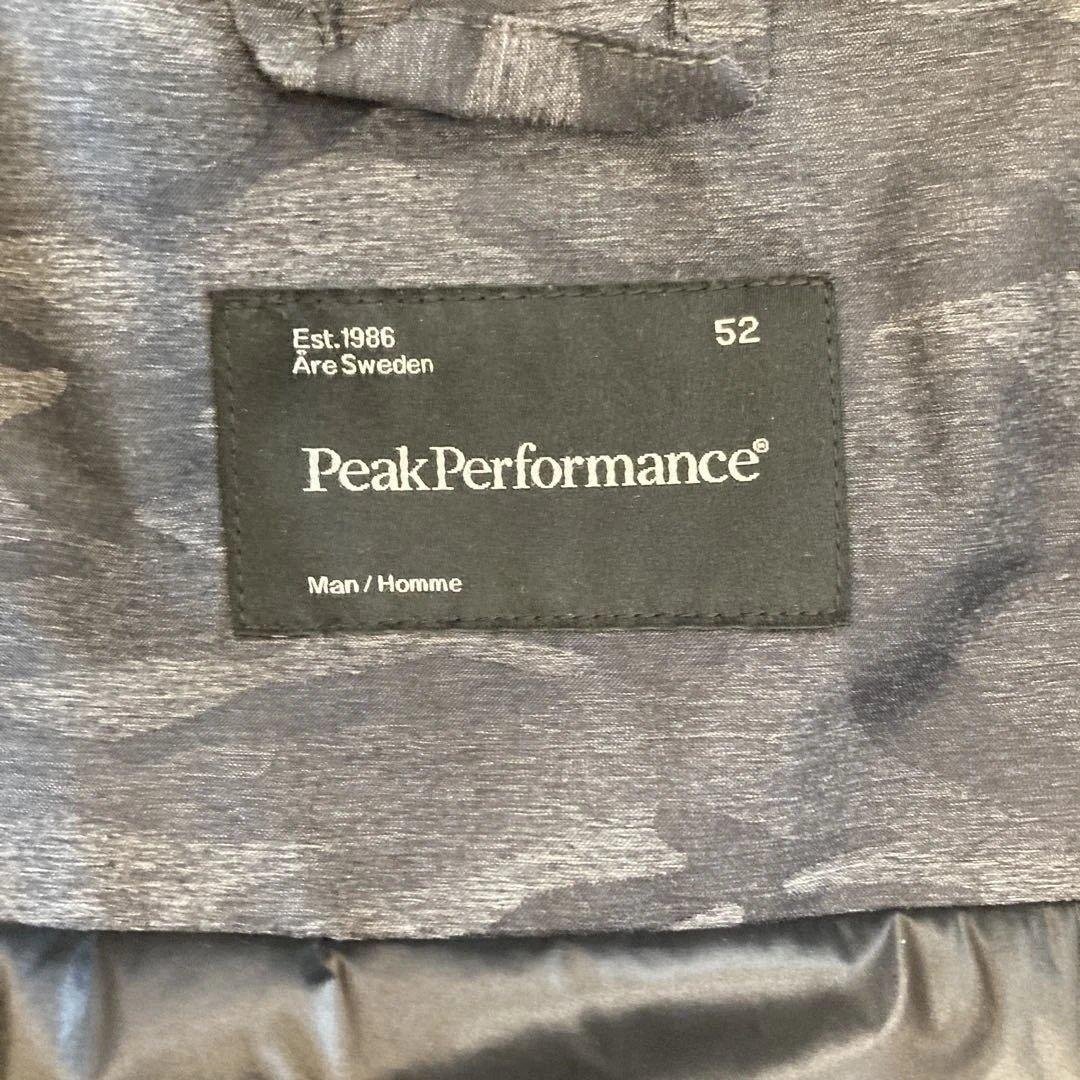 Est.1986
Åre Sweden
52
PeakPerformance®
Man / Homme